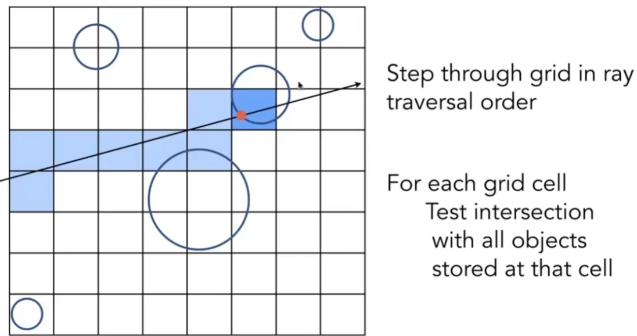 Step through grid in ray
traversal order
For each grid cell
Test intersection
with all objects
stored at that cell